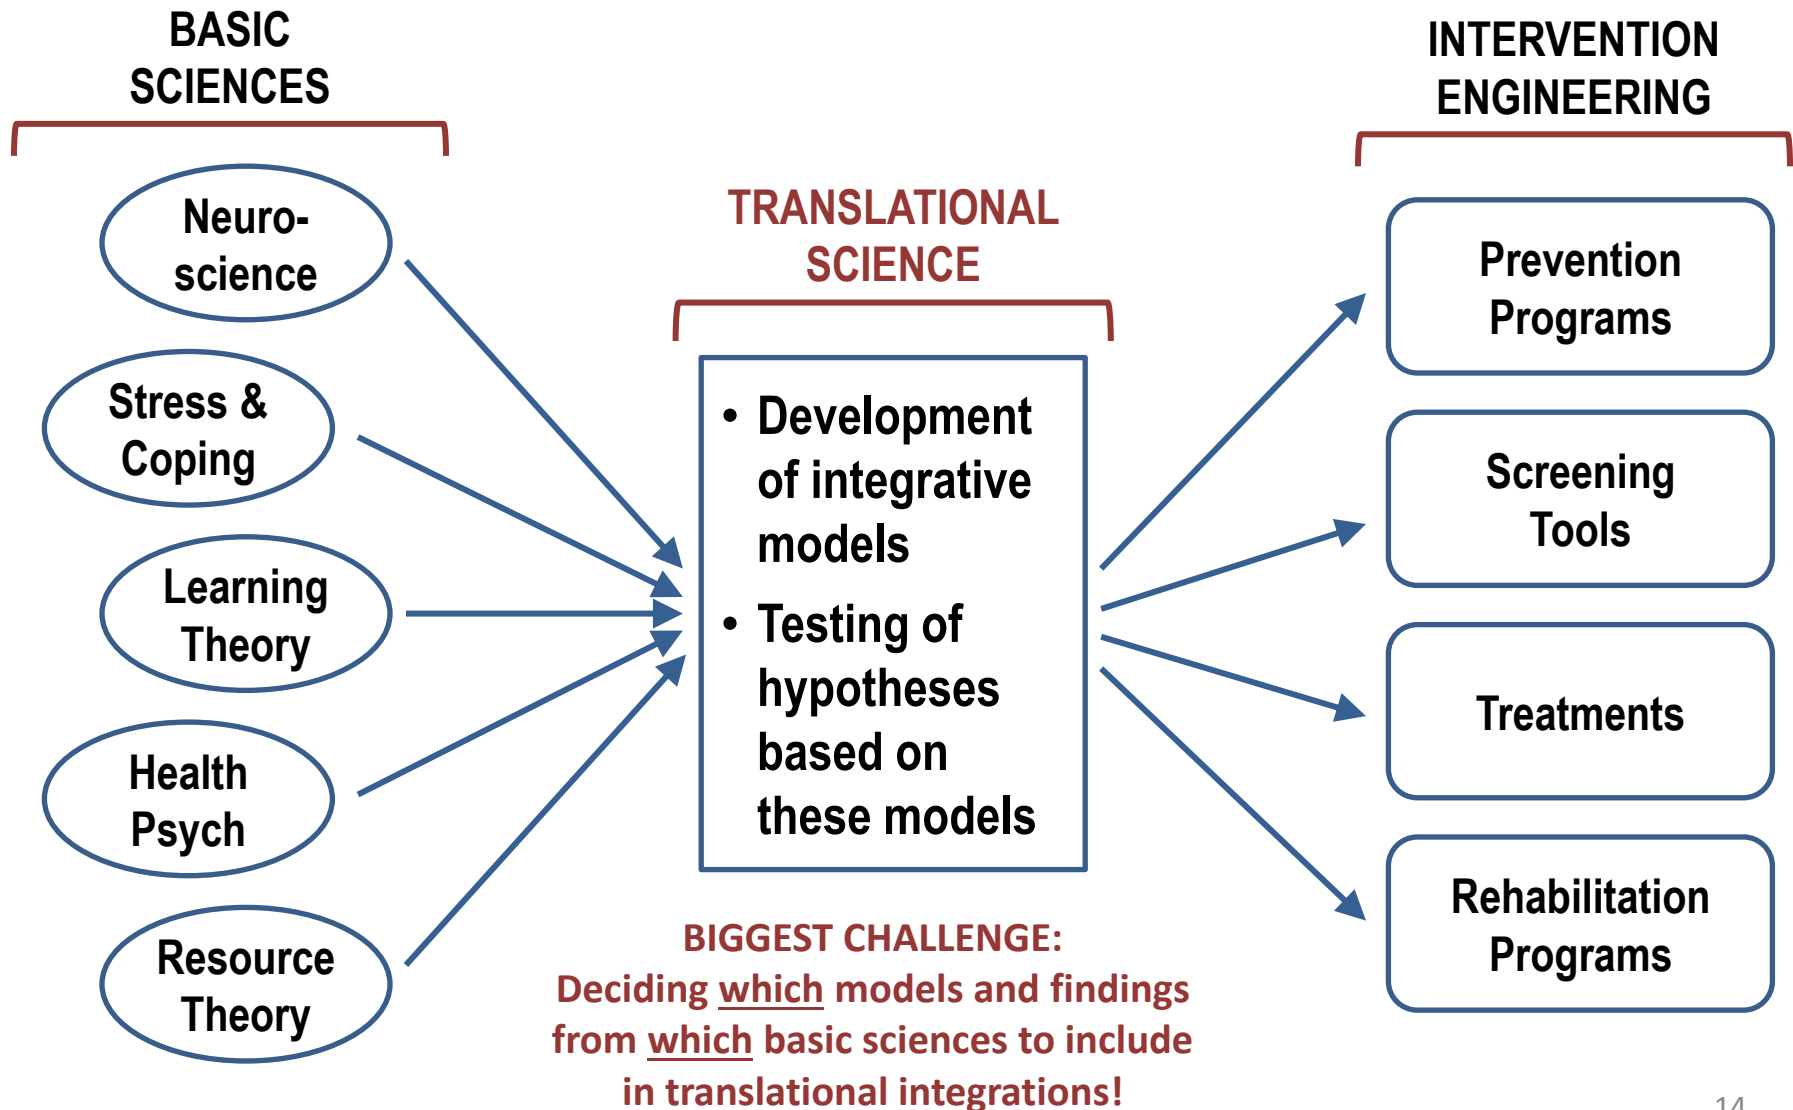 BASIC
SCIENCES
Neuro-
science
Stress &
Coping
Learning
Theory
Health
Psych
Resource
Theory
TRANSLATIONAL
SCIENCE
• Development
of integrative
models
• Testing of
hypotheses
based on
these models
BIGGEST CHALLENGE:
Deciding which models and findings
from which basic sciences to include
in translational integrations!
INTERVENTION
ENGINEERING
Prevention
Programs
Screening
Tools
Treatments
Rehabilitation
Programs
14